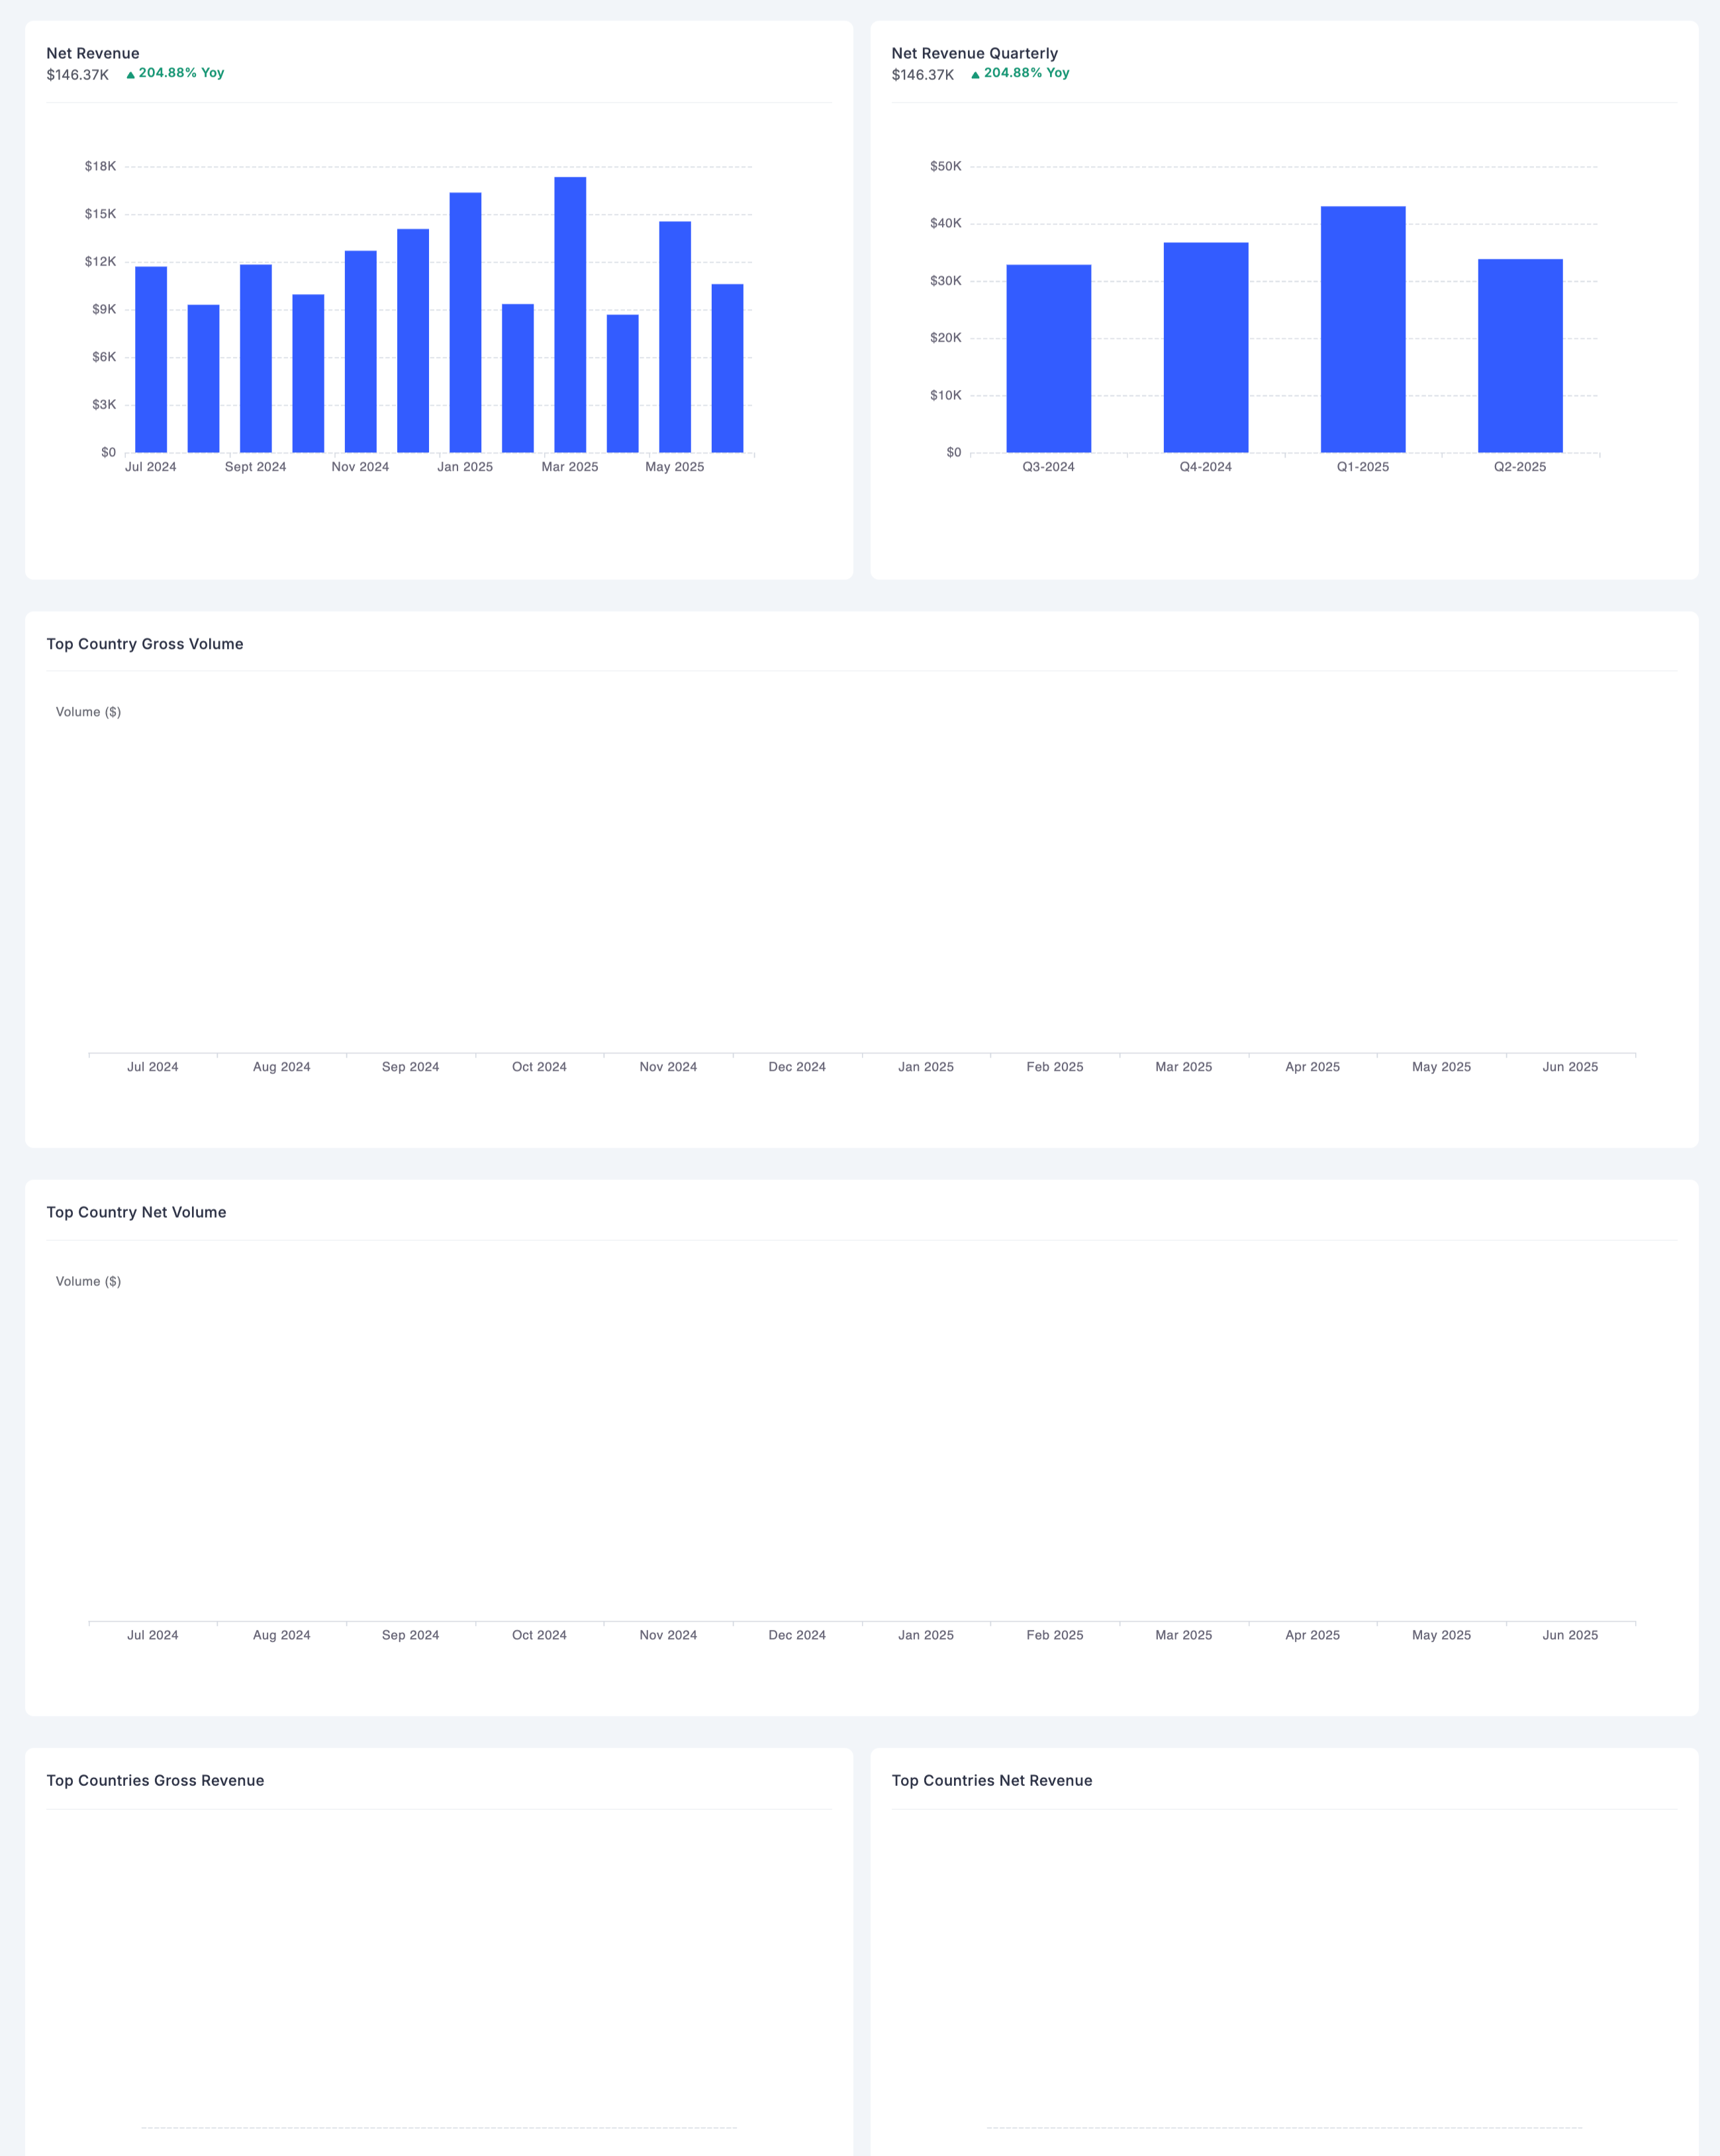 Net Revenue
$146.37K ▲ 204.88% Yoy
$18K
$15K
$12K
$9K
$6K
$3K
$0
Jul 2024 Sept 2024 Nov 2024 Jan 2025 Mar 2025 May 2025
Net Revenue Quarterly
$146.37K ▲ 204.88% Yoy
$50K
$40K
$30K
$20K
$10K
$0
Q3-2024 Q4-2024 Q1-2025 Q2-2025
Top Country Gross Volume
Volume ($)
Jul 2024 Aug 2024 Sep 2024 Oct 2024 Nov 2024 Dec 2024 Jan 2025 Feb 2025 Mar 2025 Apr 2025 May 2025 Jun 2025
Top Country Net Volume
Volume ($)
Jul 2024 Aug 2024 Sep 2024 Oct 2024 Nov 2024 Dec 2024 Jan 2025 Feb 2025 Mar 2025 Apr 2025 May 2025 Jun 2025
Top Countries Gross Revenue
Top Countries Net Revenue